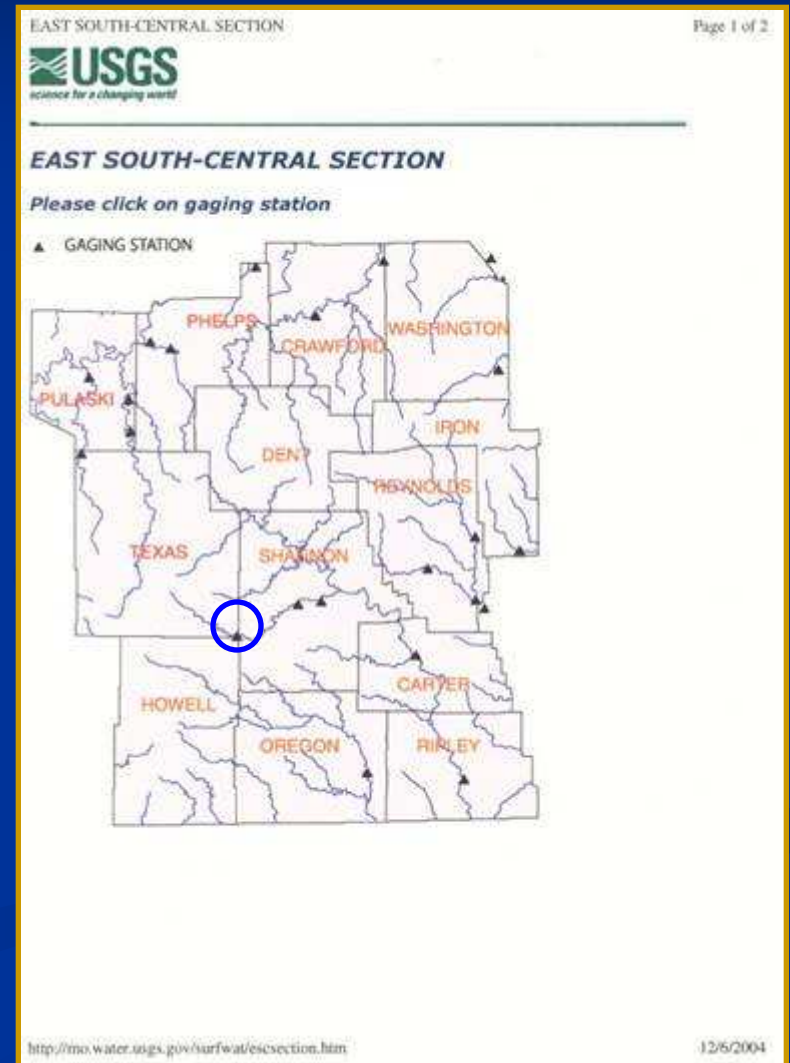 EAST SOUTH-CENTRAL SECTION
Page 1 of 2
USGS
science for a changing world
EAST SOUTH-CENTRAL SECTION
Please click on gaging station
▲ GAGING STATION
PHELPS
CRAWFORD
WASHINGTON
PULASKI
DENT
IRON
REYNOLDS
TEXAS
SHANNON
CARTER
HOWELL
OREGON
RIPLEY
http://mo.water.usgs.gov/surfwat/escsection.htm
12/6/2004